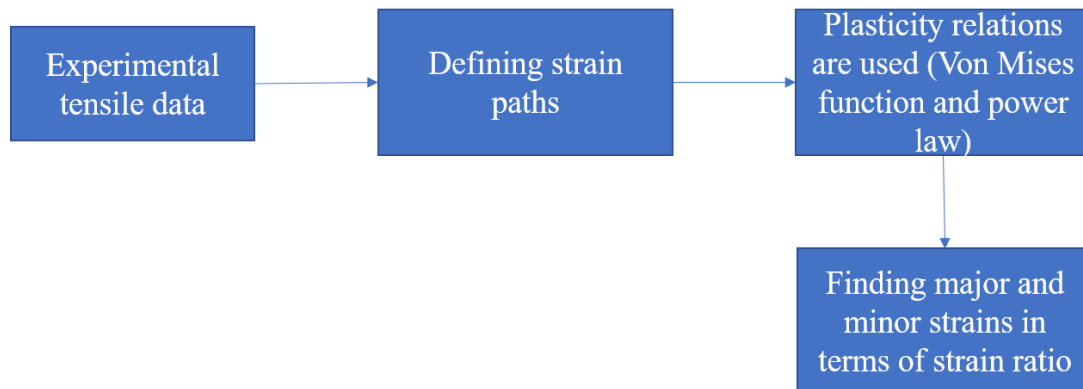 Experimental
tensile data
Defining strain
paths
Plasticity relations
are used (Von Mises
function and power
law)
Finding major and
minor strains in
terms of strain ratio